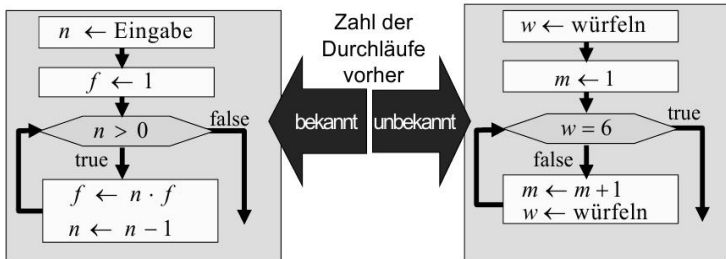 n ← Eingabe
f ← 1
n > 0
false
true
f ← n · f
n ← n − 1
Zahl der
Durchläufe
vorher
bekannt
unbekannt
w ← würfeln
m ← 1
w = 6
true
false
m ← m + 1
w ← würfeln